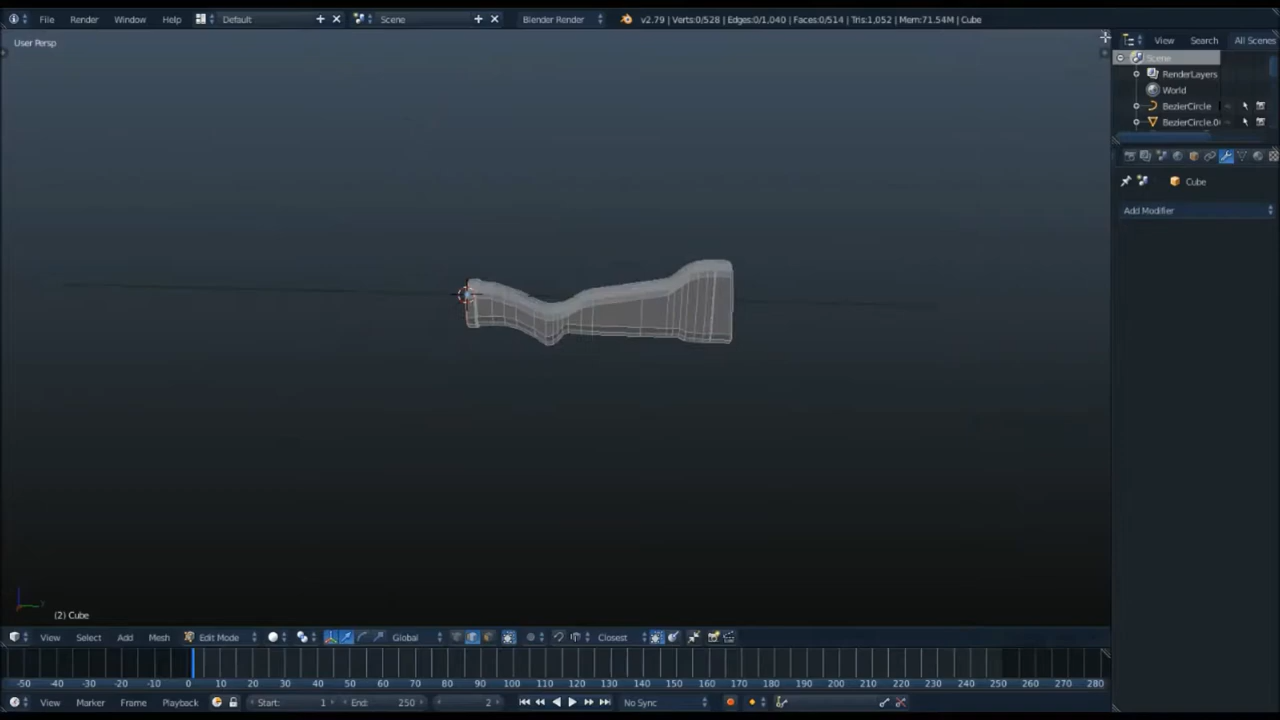 File Render Window Help Default Scene Blender Render v2.79 | Verts:0/528 | Edges:0/1,040 | Faces:0/514 | Tris:1,052 | Mem:71.54M | Cube
User Persp
View Search All Scenes
Scene
RenderLayers
World
BezierCircle
BezierCircle.0
Cube
Add Modifier
(2) Cube
View Select Add Mesh Edit Mode Global Closest
-50 -40 -30 -20 -10 0 10 20 30 40 50 60 70 80 90 100 110 120 130 140 150 160 170 180 190 200 210 220 230 240 250 260 270 280
View Marker Frame Playback Start: 1 End: 250 2 No Sync